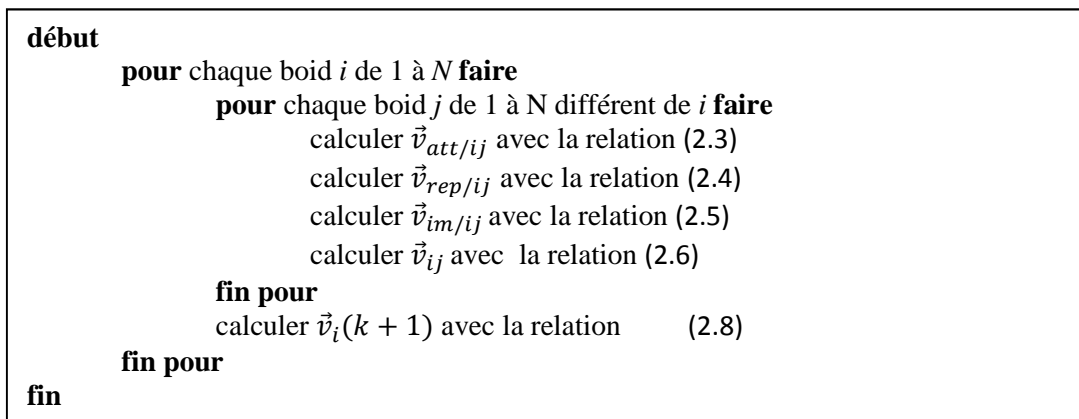 début
pour chaque boid i de 1 à N faire
pour chaque boid j de 1 à N différent de i faire
calculer v⃗_{att/ij} avec la relation (2.3)
calculer v⃗_{rep/ij} avec la relation (2.4)
calculer v⃗_{im/ij} avec la relation (2.5)
calculer v⃗_{ij} avec la relation (2.6)
fin pour
calculer v⃗_i(k + 1) avec la relation (2.8)
fin pour
fin